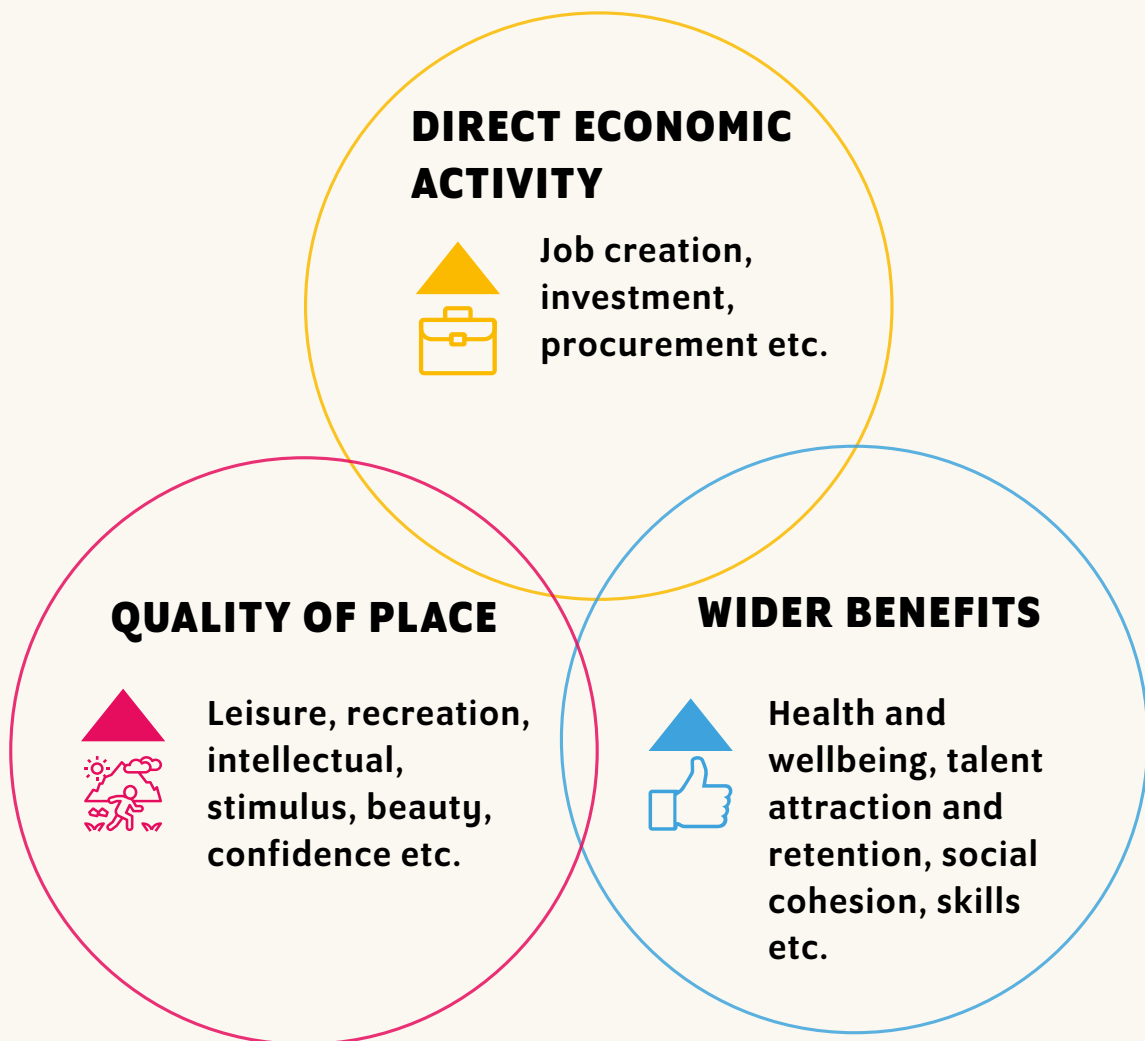 DIRECT ECONOMIC
ACTIVITY
Job creation,
investment,
procurement etc.
QUALITY OF PLACE
Leisure, recreation,
intellectual,
stimulus, beauty,
confidence etc.
WIDER BENEFITS
Health and
wellbeing, talent
attraction and
retention, social
cohesion, skills
etc.